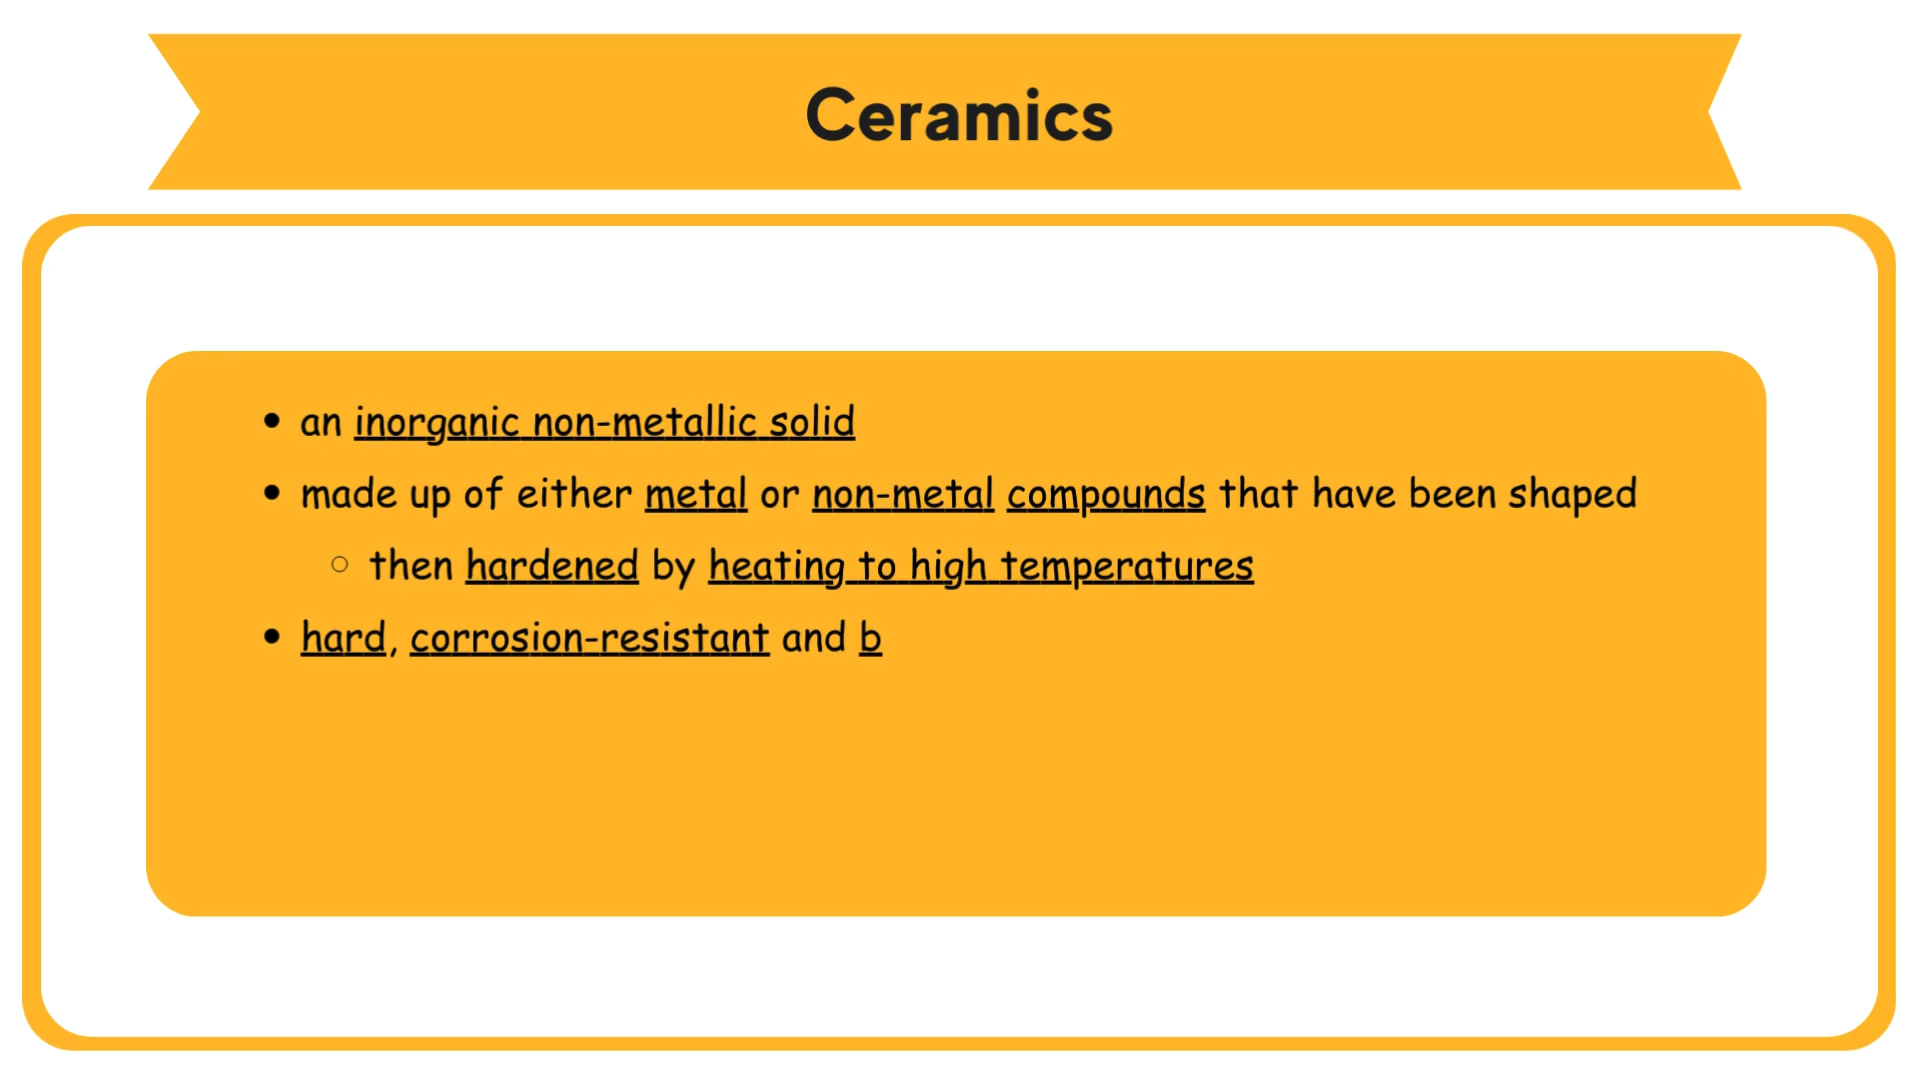 Ceramics
• an inorganic non-metallic solid
• made up of either metal or non-metal compounds that have been shaped
○ then hardened by heating to high temperatures
• hard, corrosion-resistant and b